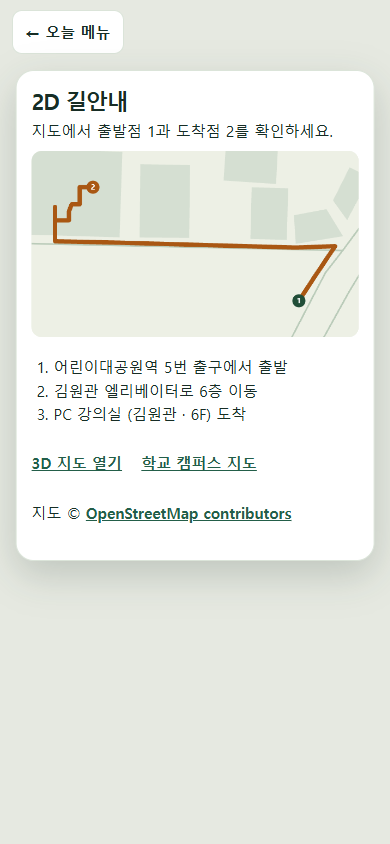 ← 오늘 메뉴
2D 길안내
지도에서 출발점 1과 도착점 2를 확인하세요.
2
1
1. 어린이대공원역 5번 출구에서 출발
2. 김원관 엘리베이터로 6층 이동
3. PC 강의실 (김원관 · 6F) 도착
3D 지도 열기 학교 캠퍼스 지도
지도 © OpenStreetMap contributors